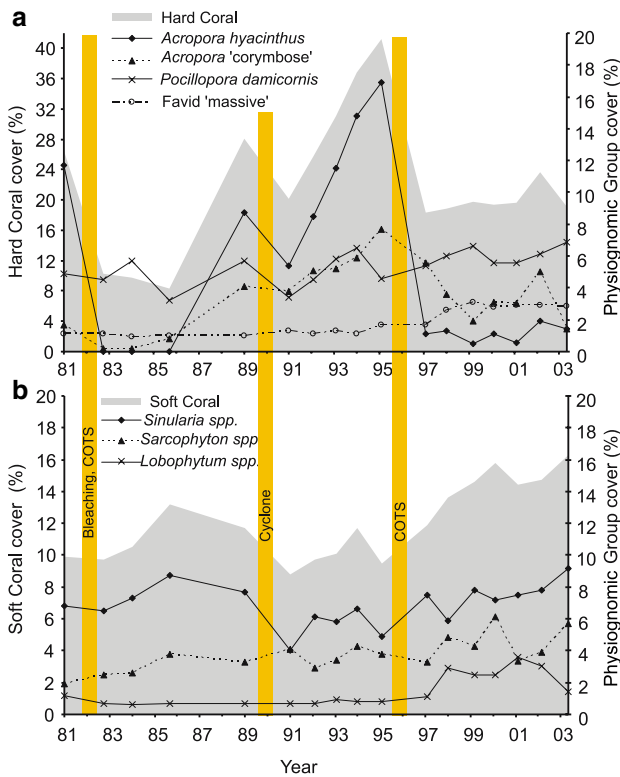 a
Hard Coral
Acropora hyacinthus
Acropora 'corymbose'
Pocillopora damicornis
Favid 'massive'
Hard Coral cover (%)
40
36
32
28
24
20
16
12
8
4
0
Physiognomic Group cover (%)
20
18
16
14
12
10
8
6
4
2
0
81 83 85 87 89 91 93 95 97 99 01 03
b
Soft Coral
Sinularia spp.
Sarcophyton spp
Lobophytum spp.
Bleaching, COTS
Cyclone
COTS
Soft Coral cover (%)
20
18
16
14
12
10
8
6
4
2
0
Physiognomic Group cover (%)
20
18
16
14
12
10
8
6
4
2
0
81 83 85 87 89 91 93 95 97 99 01 03
Year